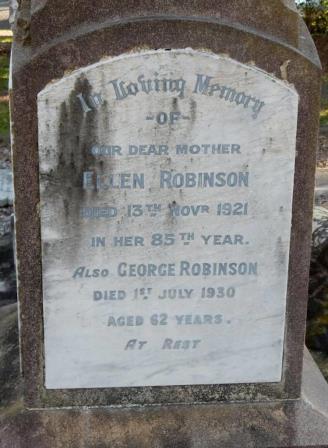 In Loving Memory
-OF-
OUR DEAR MOTHER
ELLEN ROBINSON
DIED 13TH NOVR 1921
IN HER 85TH YEAR.
ALSO GEORGE ROBINSON
DIED 1ST JULY 1930
AGED 62 YEARS.
AT REST